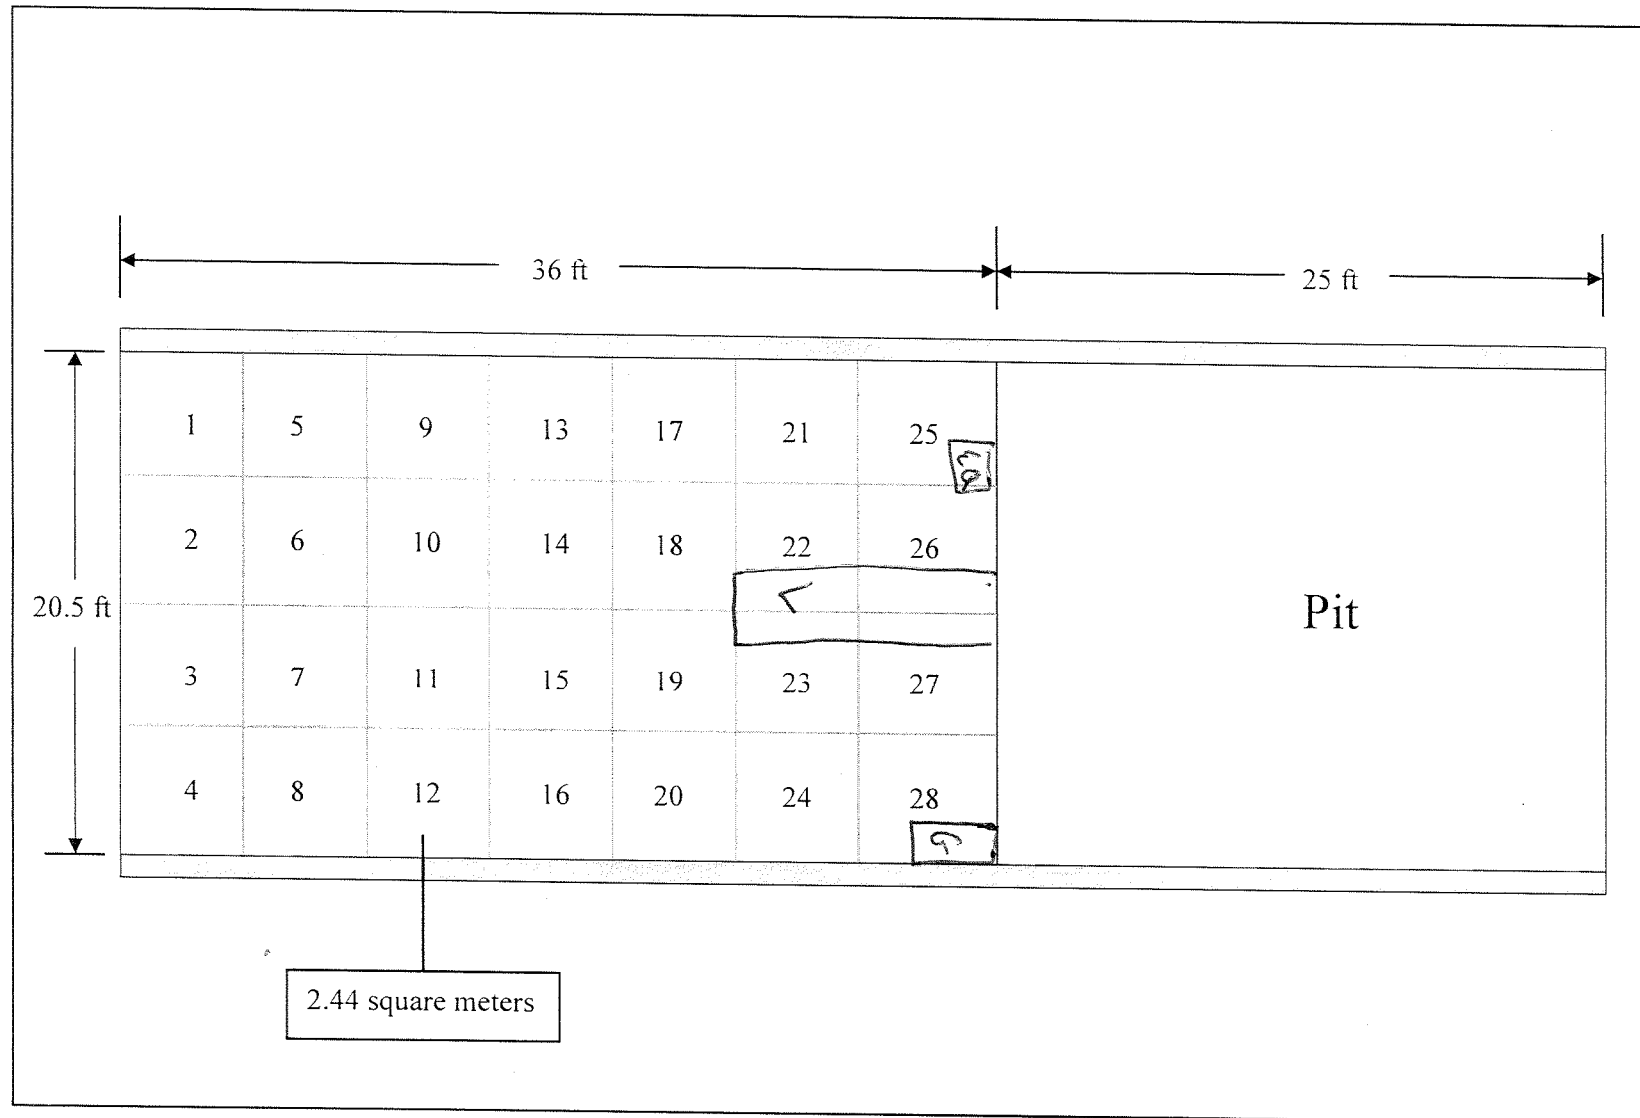 36 ft
25 ft
1 5 9 13 17 21 25
2 6 10 14 18 22 26
20.5 ft
Pit
3 7 11 15 19 23 27
4 8 12 16 20 24 28
G
2.44 square meters